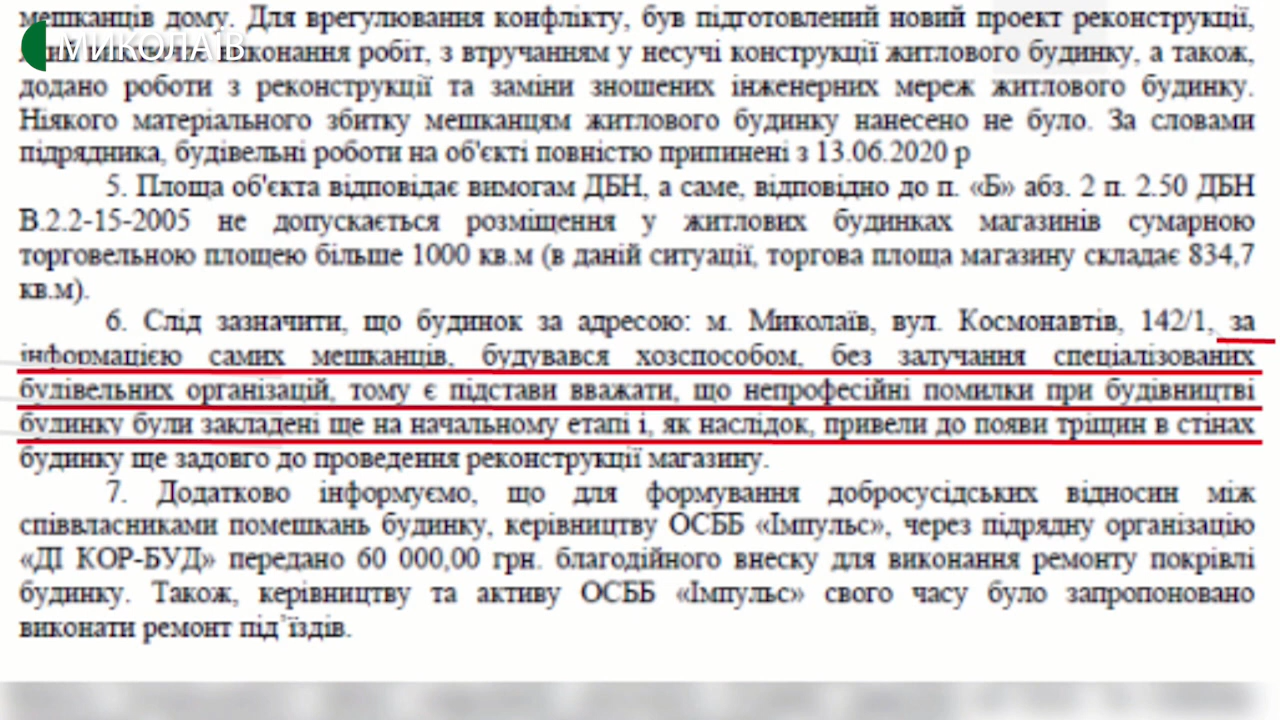 мешканців дому. Для врегулювання конфлікту, був підготовлений новий проект реконструкції,
МИКОЛАЇВ
виконання робіт, з втручанням у несучі конструкції житлового будинку, а також,
додано роботи з реконструкції та заміни зношених інженерних мереж житлового будинку.
Ніякого матеріального збитку мешканцям житлового будинку нанесено не було. За словами
підрядника, будівельні роботи на об'єкті повністю припинені з 13.06.2020 р
5. Площа об'єкта відповідає вимогам ДБН, а саме, відповідно до п. «Б» абз. 2 п. 2.50 ДБН
В.2.2-15-2005 не допускається розміщення у житлових будинках магазинів сумарною
торговельною площею більше 1000 кв.м (в даній ситуації, торгова площа магазину складає 834,7
кв.м).
6. Слід зазначити, що будинок за адресою: м. Миколаїв, вул. Космонавтів, 142/1, за
інформацією самих мешканців, будувався хозспособом, без залучання спеціалізованих
будівельних організацій, тому є підстави вважати, що непрофесійні помилки при будівництві
будинку були закладені ще на начальному етапі і, як наслідок, привели до появи тріщин в стінах
будинку ще задовго до проведення реконструкції магазину.
7. Додатково інформуємо, що для формування добросусідських відносин між
співвласниками помешкань будинку, керівництву ОСББ «Імпульс», через підрядну організацію
«ДІ КОР-БУД» передано 60 000,00 грн. благодійного внеску для виконання ремонту покрівлі
будинку. Також, керівництву та активу ОСББ «Імпульс» свого часу було запропоновано
виконати ремонт під'їздів.